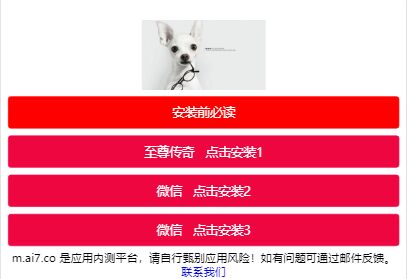 安装前必读
至尊传奇 点击安装1
微信 点击安装2
微信 点击安装3
m.ai7.co 是应用内测平台，请自行甄别应用风险！如有问题可通过邮件反馈。
联系我们